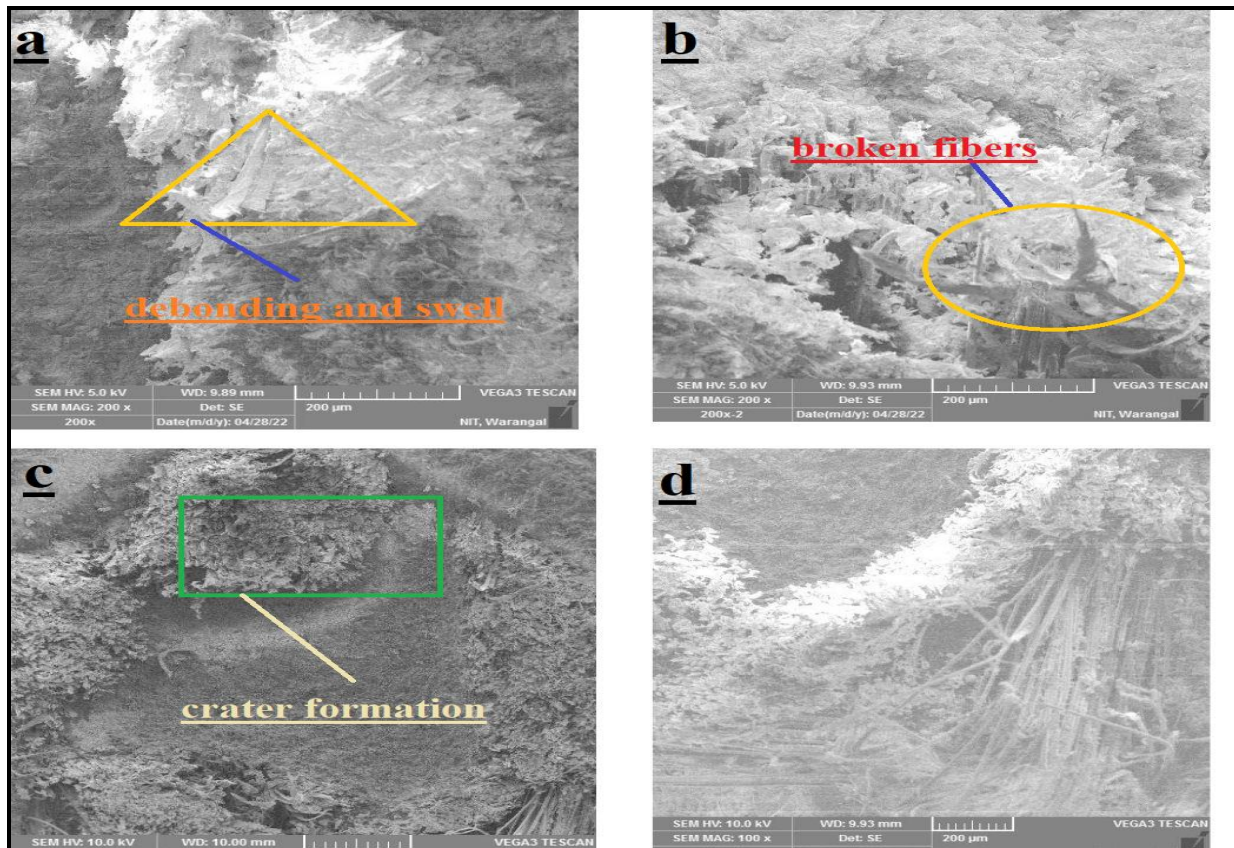 a
debonding and swell
SEM HV: 5.0 kV WD: 9.89 mm VEGA3 TESCAN
SEM MAG: 200 x Det: SE 200 µm
200x Date(m/d/y): 04/28/22 NIT, Warangal
b
broken fibers
SEM HV: 5.0 kV WD: 9.93 mm VEGA3 TESCAN
SEM MAG: 200 x Det: SE 200 µm
200x-2 Date(m/d/y): 04/28/22 NIT, Warangal
c
crater formation
SEM HV: 10.0 kV WD: 10.00 mm VEGA3 TESCAN
d
SEM HV: 10.0 kV WD: 9.93 mm VEGA3 TESCAN
SEM MAG: 100 x Det: SE 200 µm